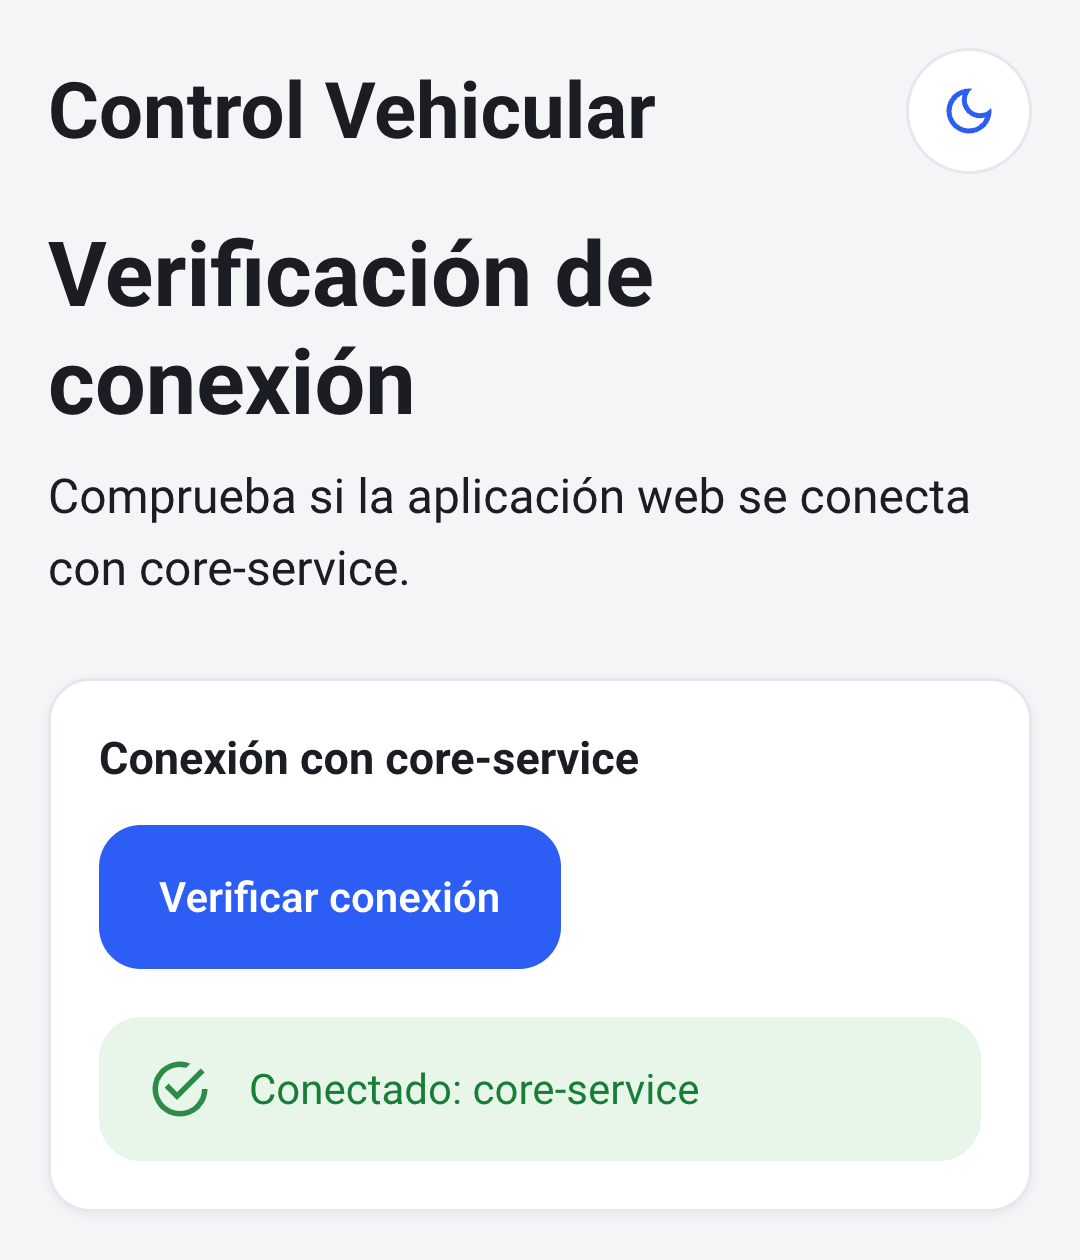 Control Vehicular
Verificación de
conexión
Comprueba si la aplicación web se conecta
con core-service.
Conexión con core-service
Verificar conexión
Conectado: core-service